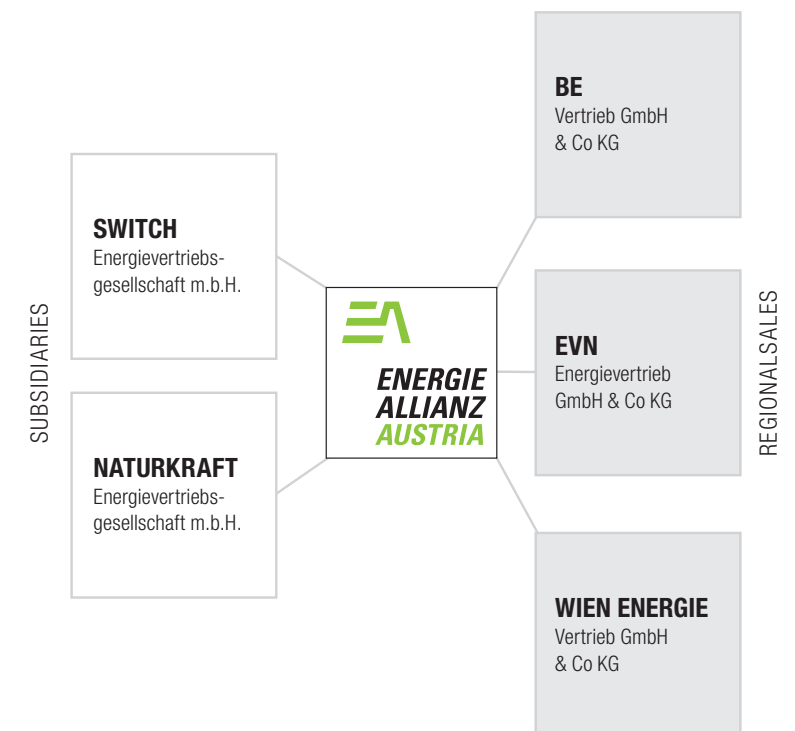 SUBSIDIARIES
SWITCH
Energievertriebs-
gesellschaft m.b.H.
NATURKRAFT
Energievertriebs-
gesellschaft m.b.H.
EA
ENERGIE
ALLIANZ
AUSTRIA
BE
Vertrieb GmbH
& Co KG
EVN
Energievertrieb
GmbH & Co KG
WIEN ENERGIE
Vertrieb GmbH
& Co KG
REGIONALSALES